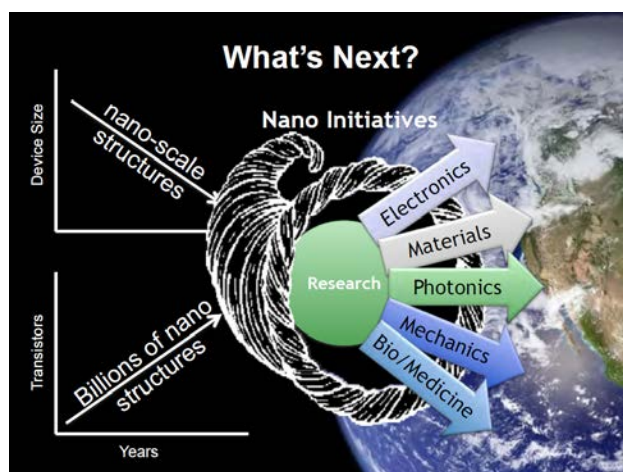 What's Next?
Nano Initiatives
Device Size
nano-scale
structures
Transistors
Billions of nano
structures
Years
Research
Electronics
Materials
Photonics
Mechanics
Bio/Medicine